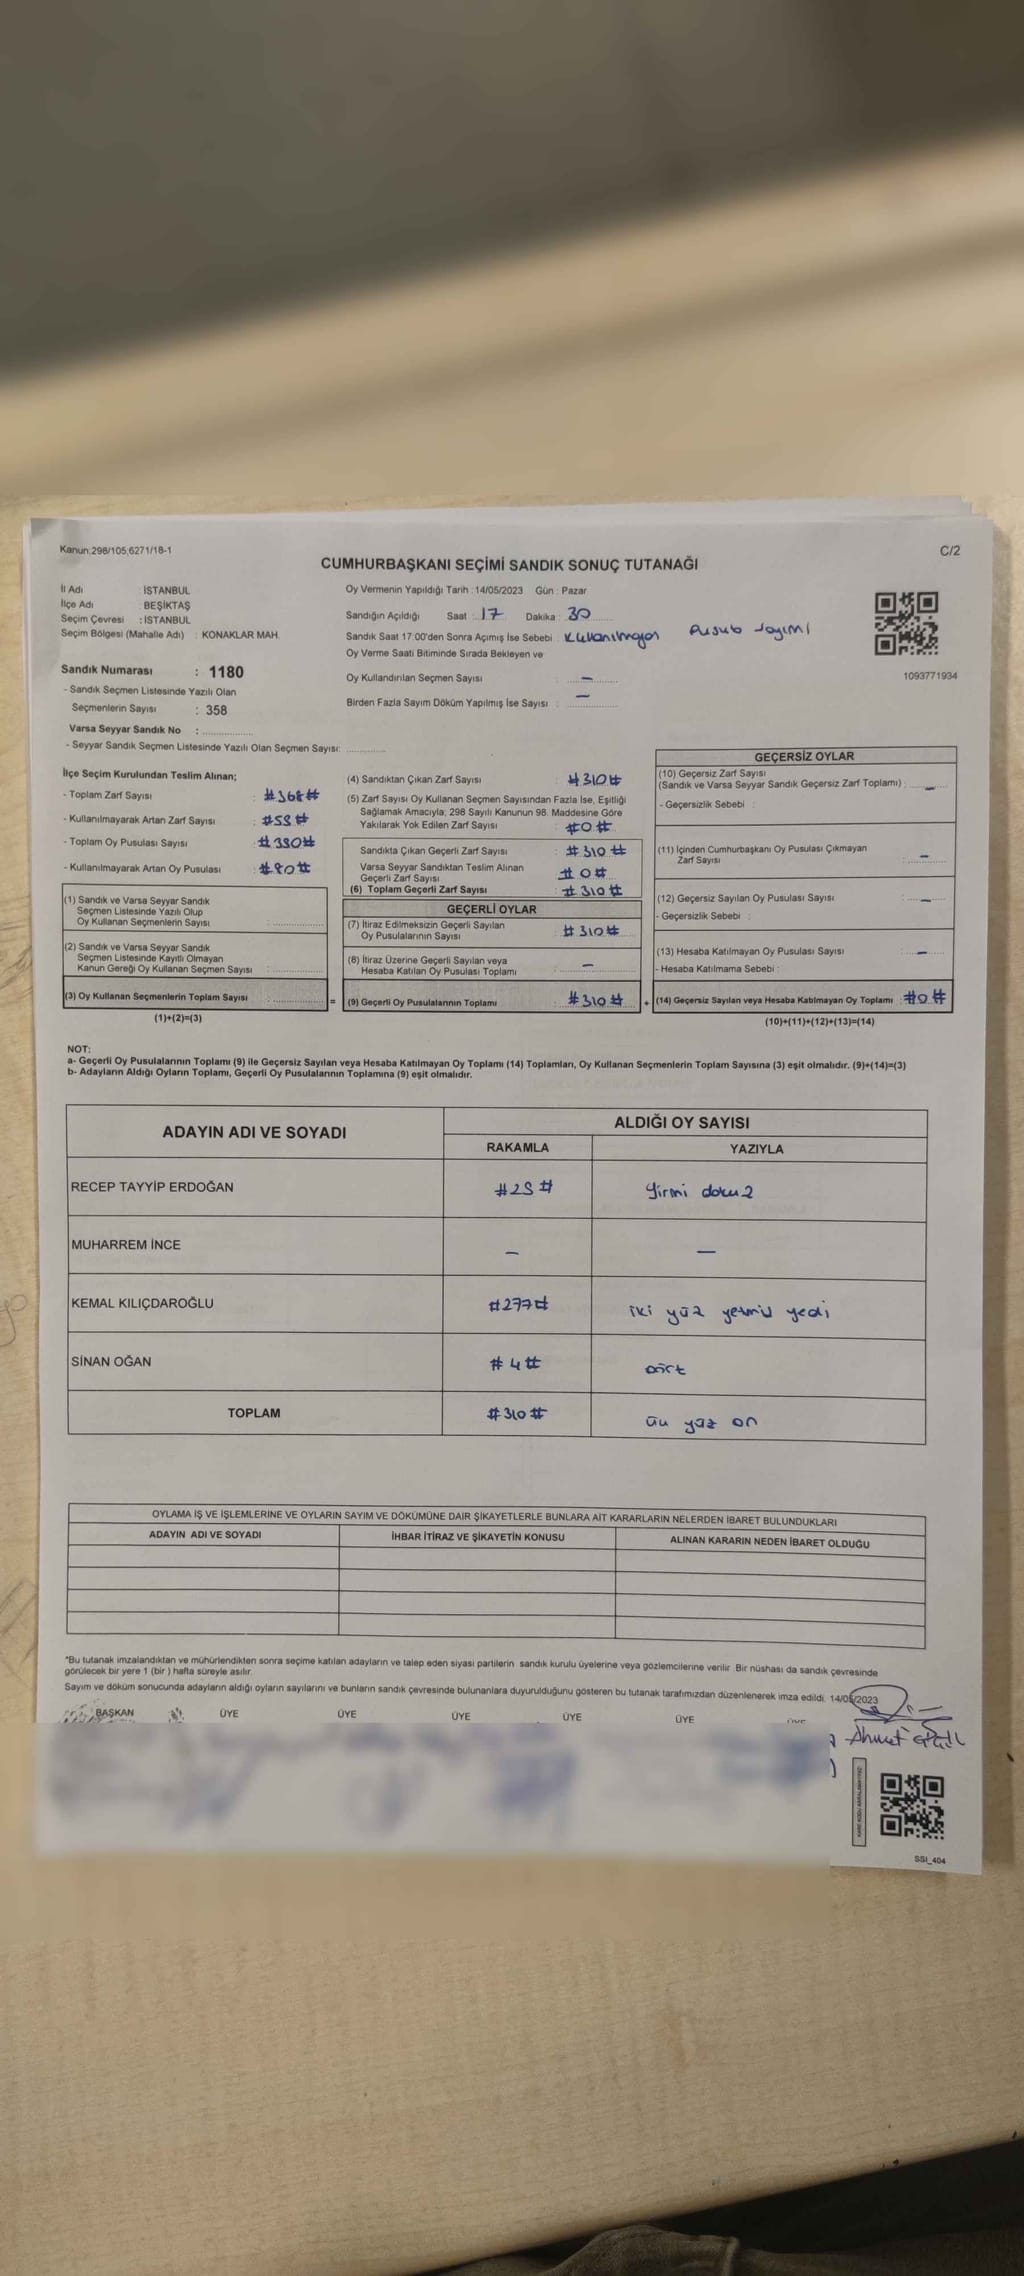 Kanun:298/105,6271/18-1
C/2
CUMHURBAŞKANI SEÇİMİ SANDIK SONUÇ TUTANAĞI
İl Adı : İSTANBUL
İlçe Adı : BEŞİKTAŞ
Seçim Çevresi : İSTANBUL
Seçim Bölgesi (Mahalle Adı) : KONAKLAR MAH.
Oy Vermenin Yapıldığı Tarih : 14/05/2023 Gün : Pazar
Sandığın Açıldığı Saat : 17 Dakika : 30
Sandık Saat 17:00'den Sonra Açımış İse Sebebi : Kullanılmayan Pusula Sayımı
Oy Verme Saati Bitiminde Sırada Bekleyen ve
Oy Kullandırılan Seçmen Sayısı : –
Birden Fazla Sayım Döküm Yapılmış İse Sayısı : –
1093771934
Sandık Numarası : 1180
- Sandık Seçmen Listesinde Yazılı Olan
Seçmenlerin Sayısı : 358
Varsa Seyyar Sandık No :
- Seyyar Sandık Seçmen Listesinde Yazılı Olan Seçmen Sayısı:
İlçe Seçim Kurulundan Teslim Alınan;
- Toplam Zarf Sayısı : #368#
- Kullanılmayarak Artan Zarf Sayısı : #58#
- Toplam Oy Pusulası Sayısı : #390#
- Kullanılmayarak Artan Oy Pusulası : #80#
(1) Sandık ve Varsa Seyyar Sandık
Seçmen Listesinde Yazılı Olup
Oy Kullanan Seçmenlerin Sayısı :
(2) Sandık ve Varsa Seyyar Sandık
Seçmen Listesinde Kayıtlı Olmayan
Kanun Gereği Oy Kullanan Seçmen Sayısı :
(3) Oy Kullanan Seçmenlerin Toplam Sayısı :
(1)+(2)=(3)
(4) Sandıktan Çıkan Zarf Sayısı : #310#
(5) Zarf Sayısı Oy Kullanan Seçmen Sayısından Fazla İse, Eşitliği
Sağlamak Amacıyla; 298 Sayılı Kanunun 98. Maddesine Göre
Yakılarak Yok Edilen Zarf Sayısı : #0#
Sandıkta Çıkan Geçerli Zarf Sayısı : #310#
Varsa Seyyar Sandıktan Teslim Alınan
Geçerli Zarf Sayısı : #0#
(6) Toplam Geçerli Zarf Sayısı : #310#
GEÇERLİ OYLAR
(7) İtiraz Edilmeksizin Geçerli Sayılan
Oy Pusulalarının Sayısı : #310#
(8) İtiraz Üzerine Geçerli Sayılan veya
Hesaba Katılan Oy Pusulası Toplamı : –
= (9) Geçerli Oy Pusulalarının Toplamı : #310#
GEÇERSİZ OYLAR
(10) Geçersiz Zarf Sayısı
(Sandık ve Varsa Seyyar Sandık Geçersiz Zarf Toplamı) : –
- Geçersizlik Sebebi :
(11) İçinden Cumhurbaşkanı Oy Pusulası Çıkmayan
Zarf Sayısı : –
(12) Geçersiz Sayılan Oy Pusulası Sayısı : –
- Geçersizlik Sebebi :
(13) Hesaba Katılmayan Oy Pusulası Sayısı : –
- Hesaba Katılmama Sebebi :
+ (14) Geçersiz Sayılan veya Hesaba Katılmayan Oy Toplamı : #0#
(10)+(11)+(12)+(13)=(14)
NOT:
a- Geçerli Oy Pusulalarının Toplamı (9) ile Geçersiz Sayılan veya Hesaba Katılmayan Oy Toplamı (14) Toplamları, Oy Kullanan Seçmenlerin Toplam Sayısına (3) eşit olmalıdır. (9)+(14)=(3)
b- Adayların Aldığı Oyların Toplamı, Geçerli Oy Pusulalarının Toplamına (9) eşit olmalıdır.
ADAYIN ADI VE SOYADI
ALDIĞI OY SAYISI
RAKAMLA YAZIYLA
RECEP TAYYİP ERDOĞAN #29# Yirmi dokuz
MUHARREM İNCE – –
KEMAL KILIÇDAROĞLU #277# iki yüz yetmiş yedi
SİNAN OĞAN #4# Dört
TOPLAM #310# üç yüz on
OYLAMA İŞ VE İŞLEMLERİNE VE OYLARIN SAYIM VE DÖKÜMÜNE DAİR ŞİKAYETLERLE BUNLARA AİT KARARLARIN NELERDEN İBARET BULUNDUKLARI
ADAYIN ADI VE SOYADI İHBAR İTİRAZ VE ŞİKAYETİN KONUSU ALINAN KARARIN NEDEN İBARET OLDUĞU
*Bu tutanak imzalandıktan ve mühürlendikten sonra seçime katılan adayların ve talep eden siyasi partilerin sandık kurulu üyelerine veya gözlemcilerine verilir. Bir nüshası da sandık çevresinde
görülecek bir yere 1 (bir ) hafta süreyle asılır.
Sayım ve döküm sonucunda adayların aldığı oyların sayılarını ve bunların sandık çevresinde bulunanlara duyurulduğunu gösteren bu tutanak tarafımızdan düzenlenerek imza edildi. 14/05/2023
BAŞKAN ÜYE ÜYE ÜYE ÜYE ÜYE ÜYE
Ahmet
SSI_404